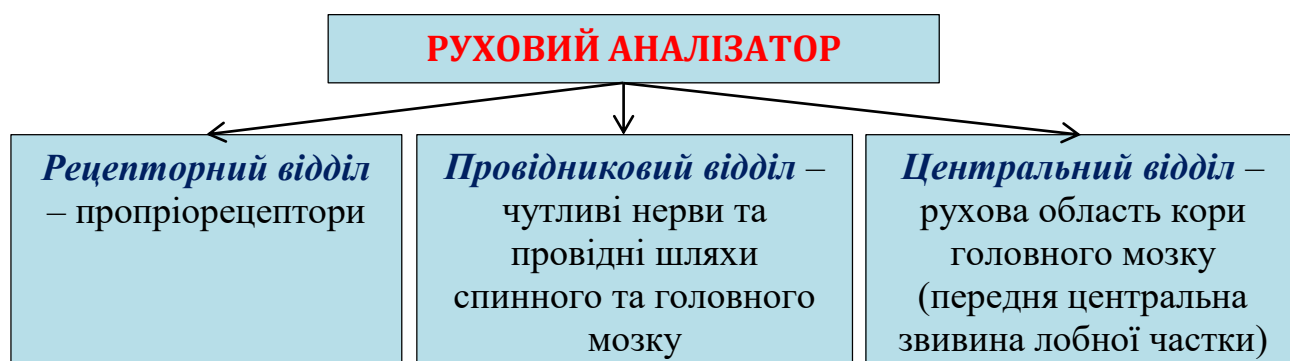 РУХОВИЙ АНАЛІЗАТОР
Рецепторний відділ
– пропріорецептори
Провідниковий відділ –
чутливі нерви та
провідні шляхи
спинного та головного
мозку
Центральний відділ –
рухова область кори
головного мозку
(передня центральна
звивина лобної частки)